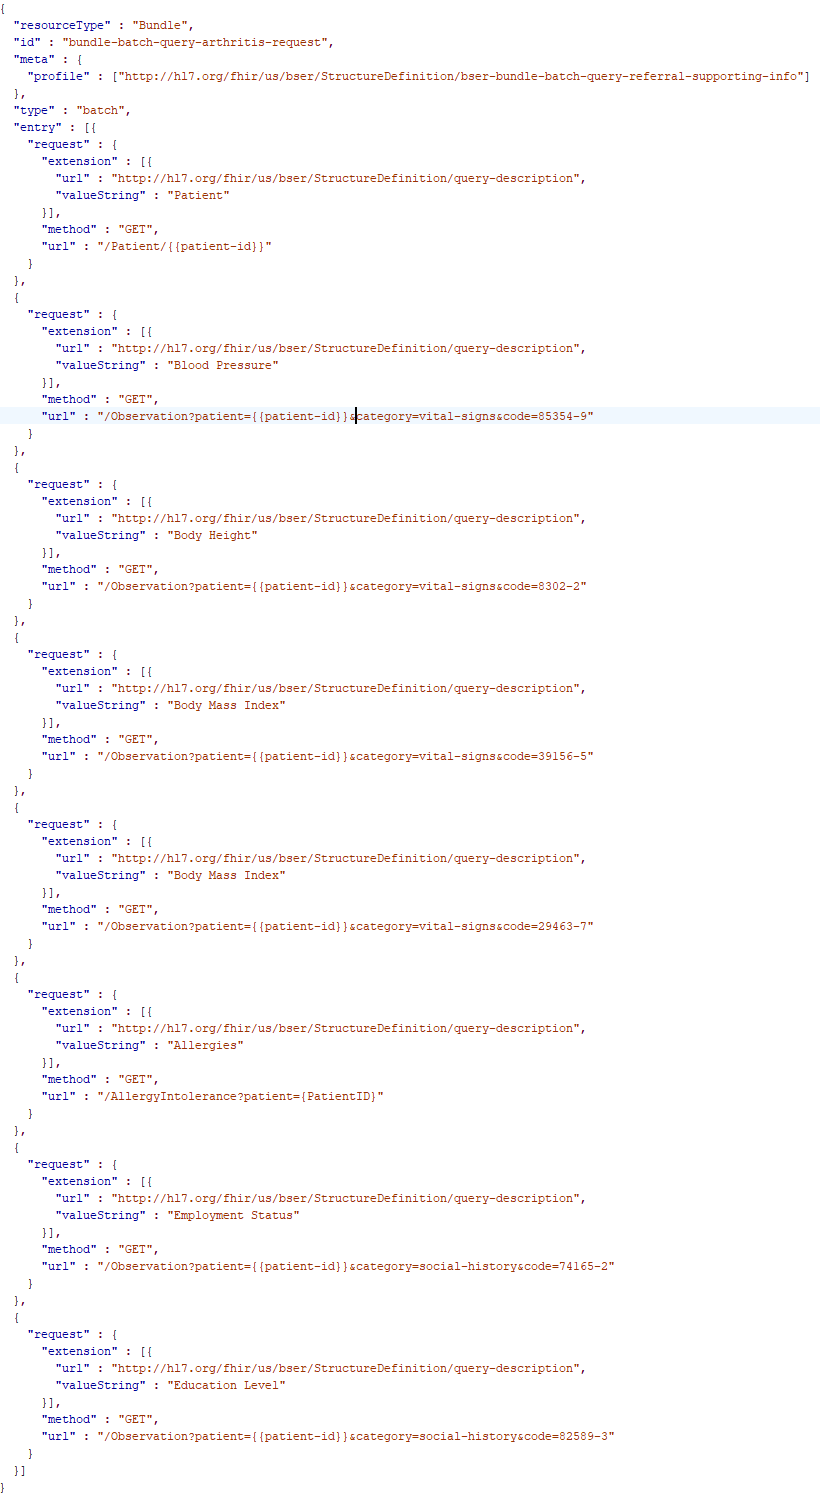 {
  "resourceType" : "Bundle",
  "id" : "bundle-batch-query-arthritis-request",
  "meta" : {
    "profile" : ["http://hl7.org/fhir/us/bser/StructureDefinition/bser-bundle-batch-query-referral-supporting-info"]
  },
  "type" : "batch",
  "entry" : [{
    "request" : {
      "extension" : [{
        "url" : "http://hl7.org/fhir/us/bser/StructureDefinition/query-description",
        "valueString" : "Patient"
      }],
      "method" : "GET",
      "url" : "/Patient/{{patient-id}}"
    }
  },
  {
    "request" : {
      "extension" : [{
        "url" : "http://hl7.org/fhir/us/bser/StructureDefinition/query-description",
        "valueString" : "Blood Pressure"
      }],
      "method" : "GET",
      "url" : "/Observation?patient={{patient-id}}&category=vital-signs&code=85354-9"
    }
  },
  {
    "request" : {
      "extension" : [{
        "url" : "http://hl7.org/fhir/us/bser/StructureDefinition/query-description",
        "valueString" : "Body Height"
      }],
      "method" : "GET",
      "url" : "/Observation?patient={{patient-id}}&category=vital-signs&code=8302-2"
    }
  },
  {
    "request" : {
      "extension" : [{
        "url" : "http://hl7.org/fhir/us/bser/StructureDefinition/query-description",
        "valueString" : "Body Mass Index"
      }],
      "method" : "GET",
      "url" : "/Observation?patient={{patient-id}}&category=vital-signs&code=39156-5"
    }
  },
  {
    "request" : {
      "extension" : [{
        "url" : "http://hl7.org/fhir/us/bser/StructureDefinition/query-description",
        "valueString" : "Body Mass Index"
      }],
      "method" : "GET",
      "url" : "/Observation?patient={{patient-id}}&category=vital-signs&code=29463-7"
    }
  },
  {
    "request" : {
      "extension" : [{
        "url" : "http://hl7.org/fhir/us/bser/StructureDefinition/query-description",
        "valueString" : "Allergies"
      }],
      "method" : "GET",
      "url" : "/AllergyIntolerance?patient={PatientID}"
    }
  },
  {
    "request" : {
      "extension" : [{
        "url" : "http://hl7.org/fhir/us/bser/StructureDefinition/query-description",
        "valueString" : "Employment Status"
      }],
      "method" : "GET",
      "url" : "/Observation?patient={{patient-id}}&category=social-history&code=74165-2"
    }
  },
  {
    "request" : {
      "extension" : [{
        "url" : "http://hl7.org/fhir/us/bser/StructureDefinition/query-description",
        "valueString" : "Education Level"
      }],
      "method" : "GET",
      "url" : "/Observation?patient={{patient-id}}&category=social-history&code=82589-3"
    }
  }]
}